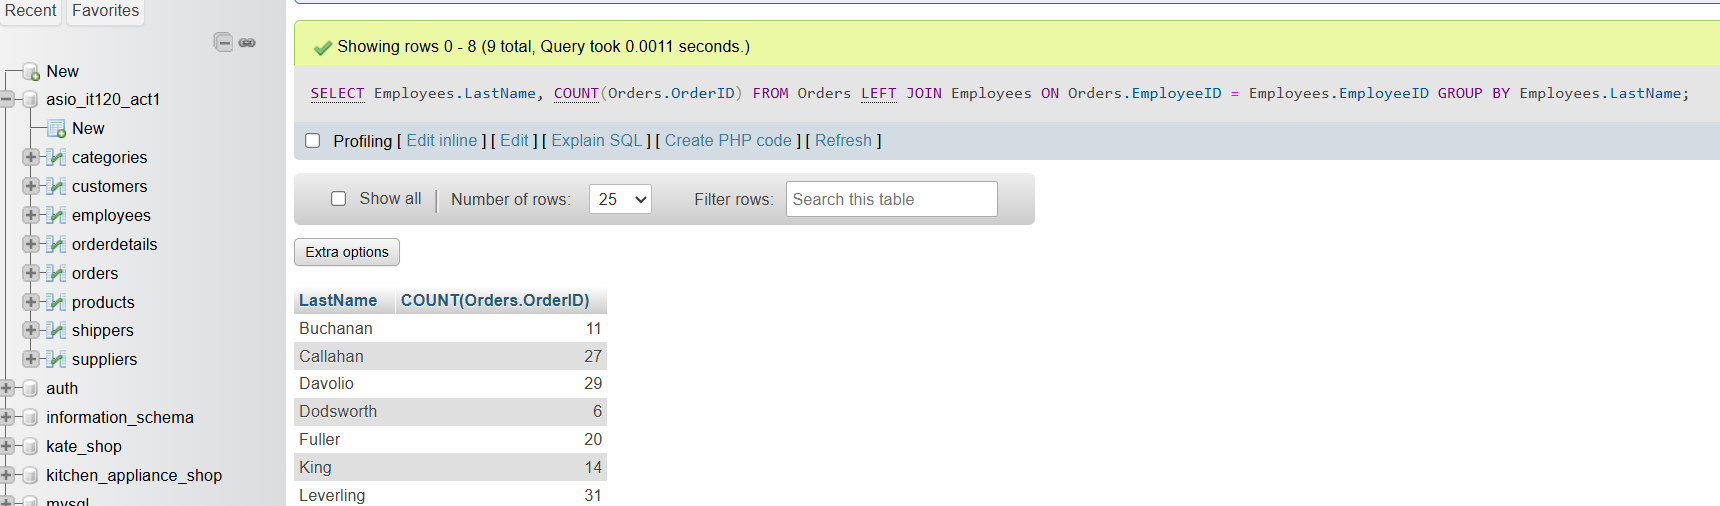 Recent Favorites
New
asio_it120_act1
New
categories
customers
employees
orderdetails
orders
products
shippers
suppliers
auth
information_schema
kate_shop
kitchen_appliance_shop
mysql
Showing rows 0 - 8 (9 total, Query took 0.0011 seconds.)
SELECT Employees.LastName, COUNT(Orders.OrderID) FROM Orders LEFT JOIN Employees ON Orders.EmployeeID = Employees.EmployeeID GROUP BY Employees.LastName;
Profiling [ Edit inline ] [ Edit ] [ Explain SQL ] [ Create PHP code ] [ Refresh ]
Show all Number of rows: 25 Filter rows: Search this table
Extra options
LastName COUNT(Orders.OrderID)
Buchanan 11
Callahan 27
Davolio 29
Dodsworth 6
Fuller 20
King 14
Leverling 31